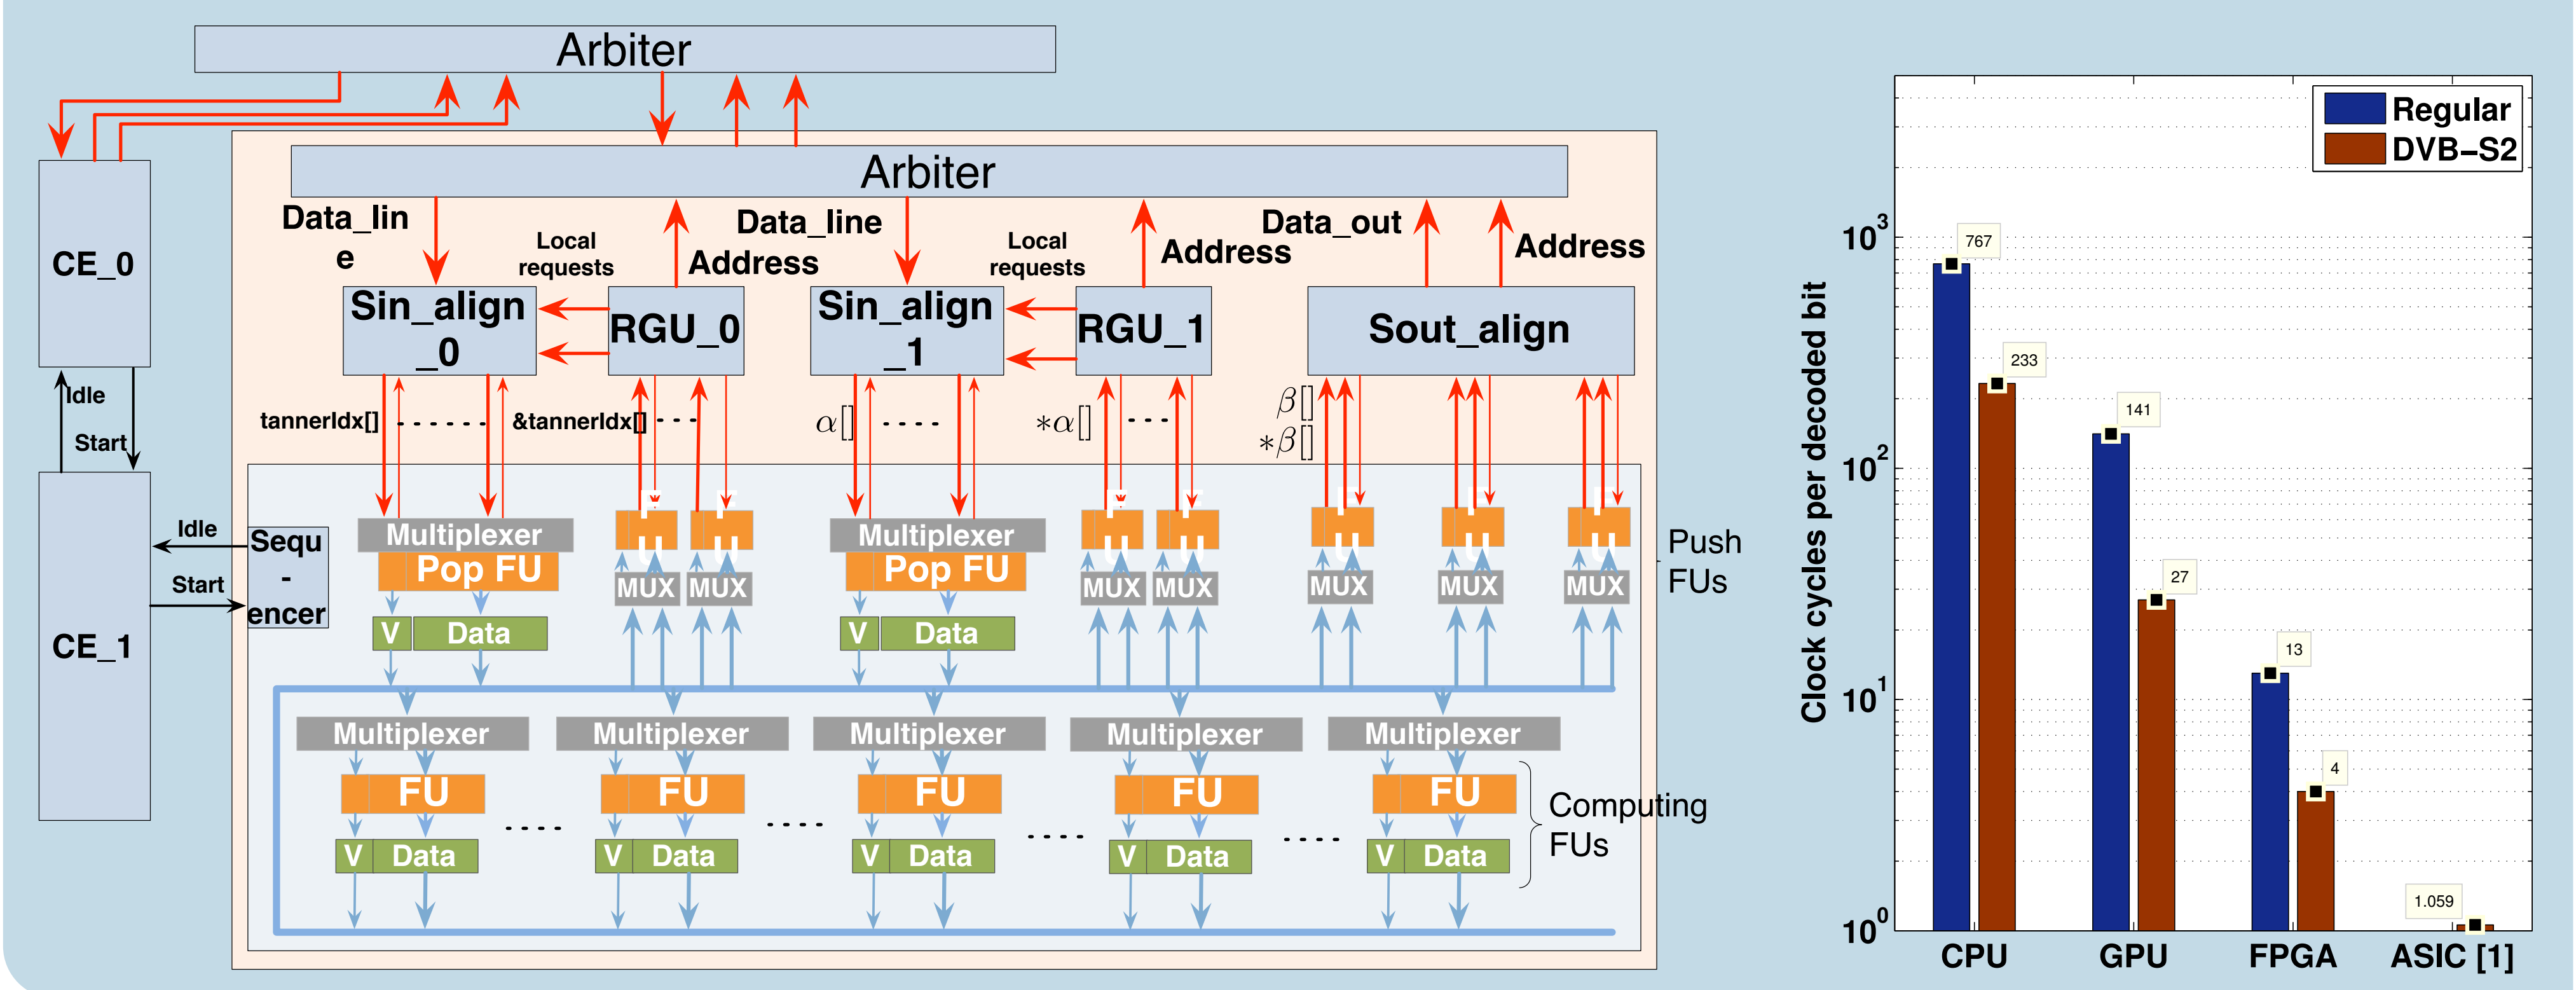 Arbiter
Arbiter
Data_lin
e
Local
requests
Address
Data_line
Local
requests
Address
Data_out
Address
CE_0
Sin_align
_0
RGU_0
Sin_align
_1
RGU_1
Sout_align
Idle
Start
tannerIdx[]
&tannerIdx[]
α[]
*α[]
β[]
*β[]
CE_1
Idle
Start
Sequ
-
encer
Multiplexer
Pop FU
V Data
F
U
MUX
F
U
MUX
Multiplexer
Pop FU
V Data
F
U
MUX
F
U
MUX
F
U
MUX
F
U
MUX
F
U
MUX
Push
FUs
Multiplexer Multiplexer Multiplexer Multiplexer Multiplexer
FU FU FU FU FU
V Data V Data V Data V Data V Data
Computing
FUs
Regular
DVB–S2
Clock cycles per decoded bit
10³
10²
10¹
10⁰
767
233
141
27
13
4
1.059
CPU GPU FPGA ASIC [1]